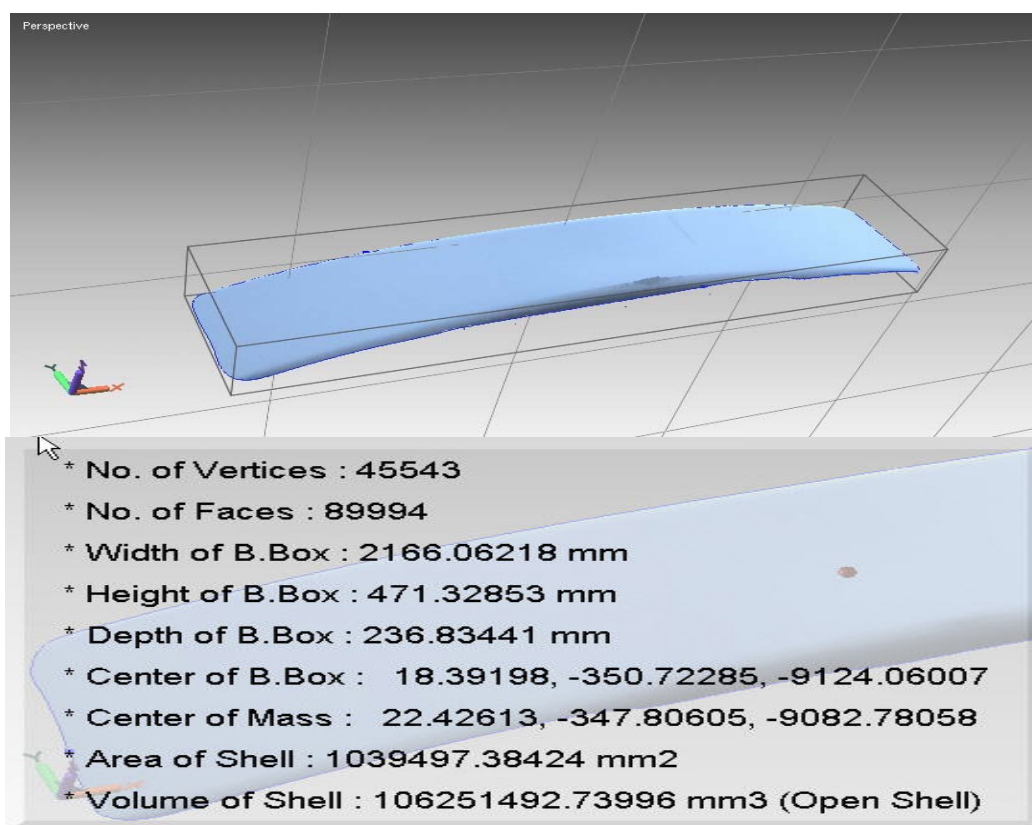 Perspective
* No. of Vertices : 45543
* No. of Faces : 89994
* Width of B.Box : 2166.06218 mm
* Height of B.Box : 471.32853 mm
* Depth of B.Box : 236.83441 mm
* Center of B.Box : 18.39198, -350.72285, -9124.06007
* Center of Mass : 22.42613, -347.80605, -9082.78058
* Area of Shell : 1039497.38424 mm2
* Volume of Shell : 106251492.73996 mm3 (Open Shell)